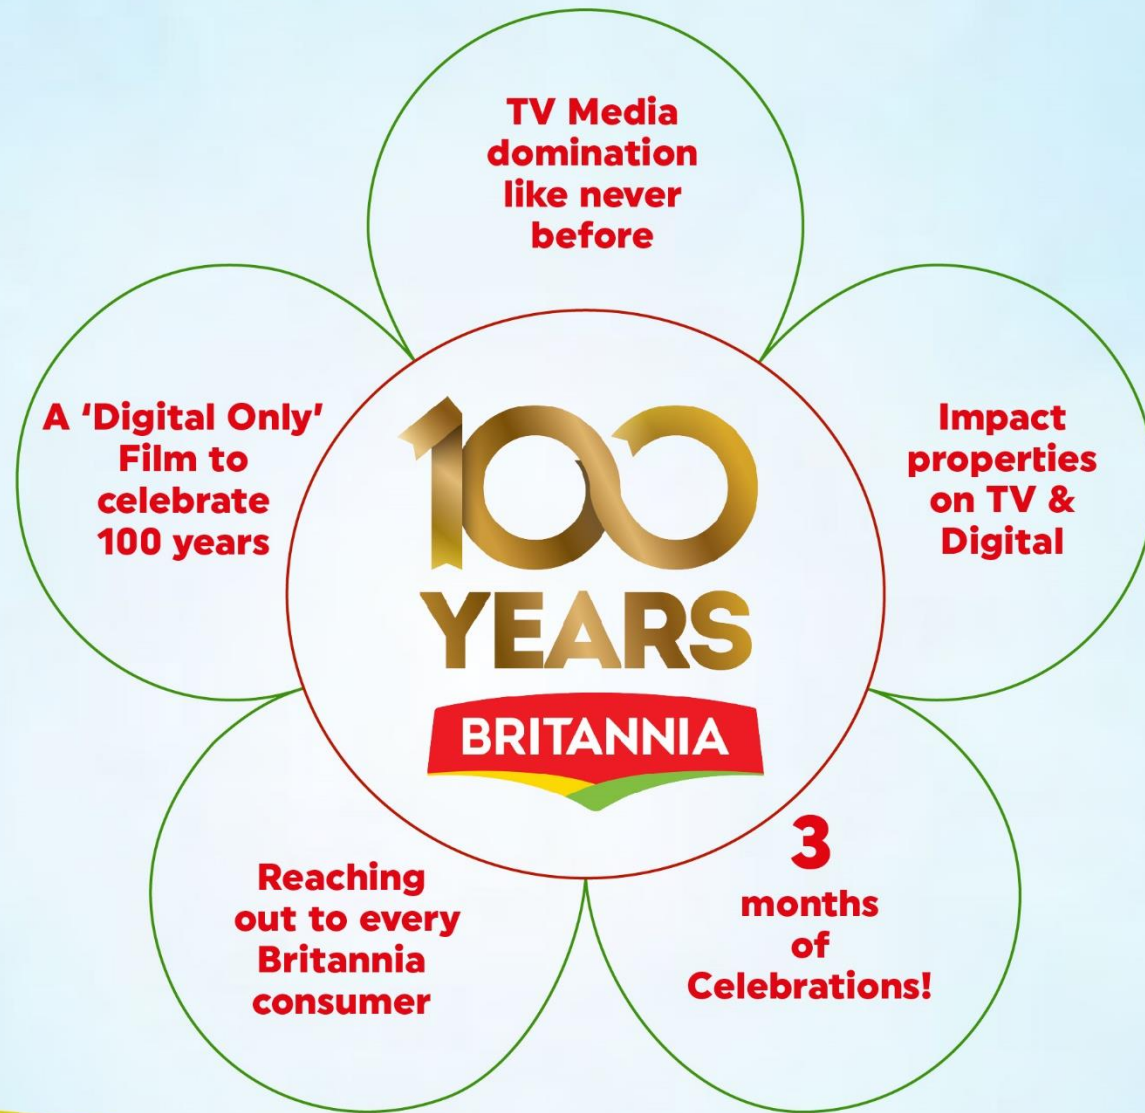 TV Media
domination
like never
before
A 'Digital Only'
Film to
celebrate
100 years
Impact
properties
on TV &
Digital
100
YEARS
BRITANNIA
Reaching
out to every
Britannia
consumer
3
months
of
Celebrations!